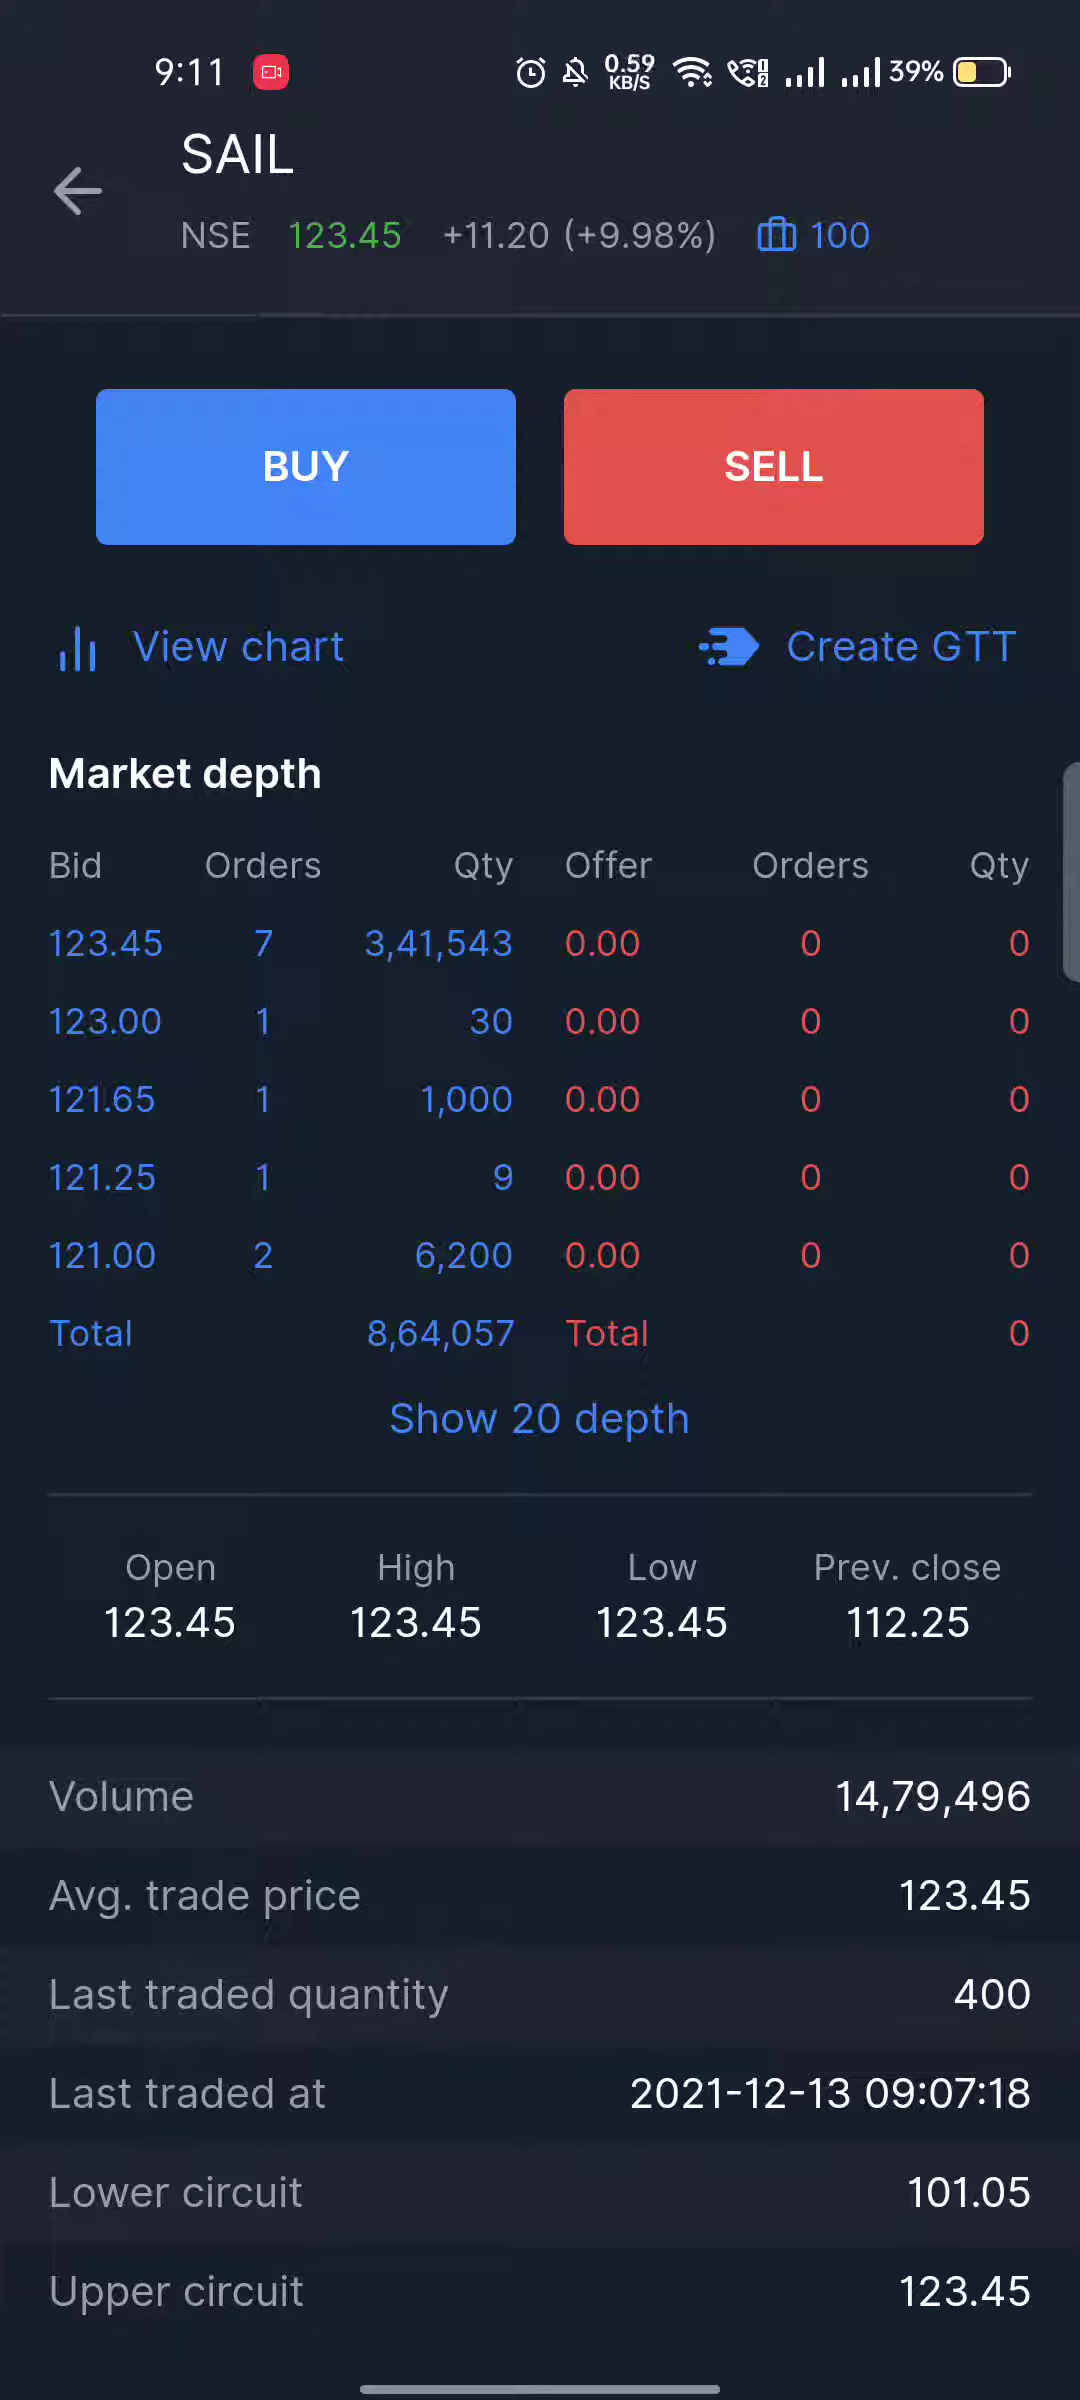 9:11 0.59 KB/S 39%
SAIL
NSE 123.45 +11.20 (+9.98%) 100
BUY SELL
View chart Create GTT
Market depth
Bid Orders Qty Offer Orders Qty
123.45 7 3,41,543 0.00 0 0
123.00 1 30 0.00 0 0
121.65 1 1,000 0.00 0 0
121.25 1 9 0.00 0 0
121.00 2 6,200 0.00 0 0
Total 8,64,057 Total 0
Show 20 depth
Open High Low Prev. close
123.45 123.45 123.45 112.25
Volume 14,79,496
Avg. trade price 123.45
Last traded quantity 400
Last traded at 2021-12-13 09:07:18
Lower circuit 101.05
Upper circuit 123.45